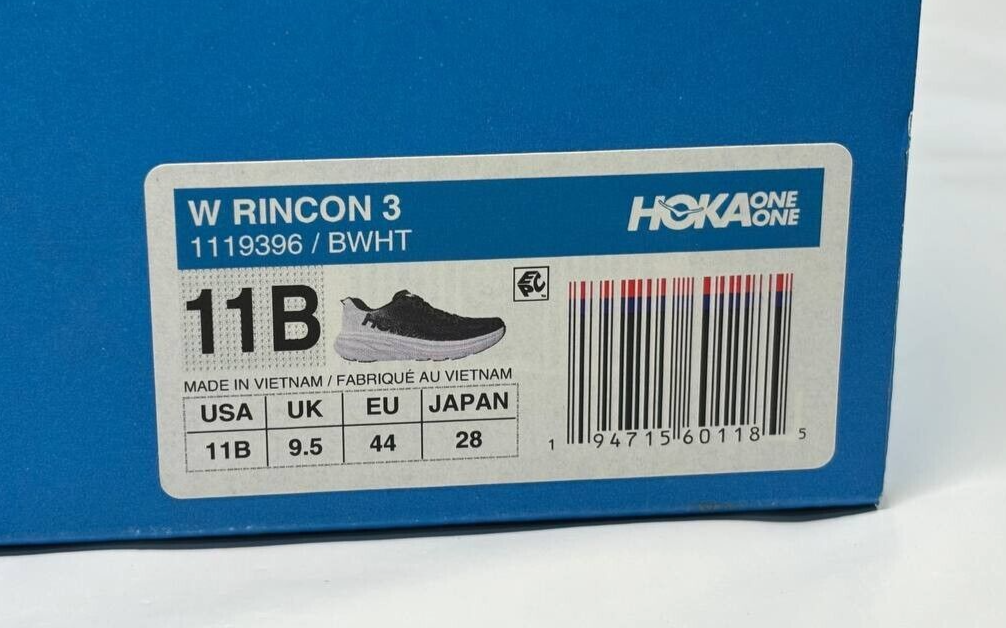 W RINCON 3
1119396 / BWHT
HOKA ONE ONE
11B
EPC
MADE IN VIETNAM / FABRIQUÉ AU VIETNAM
USA UK EU JAPAN
11B 9.5 44 28
1 94715 60118 5